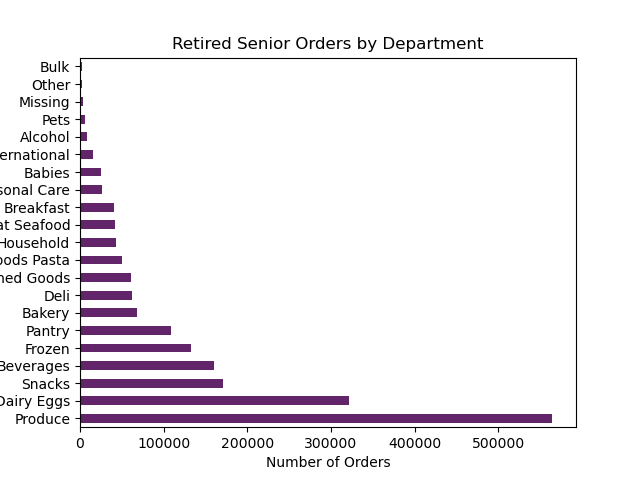 Retired Senior Orders by Department
Bulk
Other
Missing
Pets
Alcohol
ernational
Babies
sonal Care
Breakfast
at Seafood
Household
oods Pasta
ned Goods
Deli
Bakery
Pantry
Frozen
Beverages
Snacks
Dairy Eggs
Produce
0 100000 200000 300000 400000 500000
Number of Orders